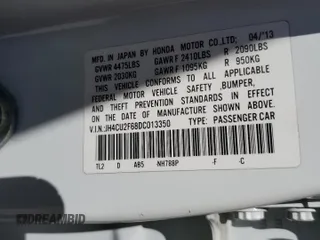 MFD. IN JAPAN BY HONDA MOTOR CO.,LTD. 04/'13
GVWR 4475LBS GAWR F 2410LBS R 2090LBS
GVWR 2030KG GAWR F 1095KG R 950KG
THIS VEHICLE CONFORMS TO ALL APPLICABLE
FEDERAL MOTOR VEHICLE SAFETY ,BUMPER,
AND THEFT PREVENTION STANDARDS IN EFFECT
ON THE DATE OF MANUFACTURE SHOWN ABOVE.
V.I.N:JH4CU2F68DC013350 TYPE: PASSENGER CAR
TL2 D AB5 NH788P -F -C
DREAMBID